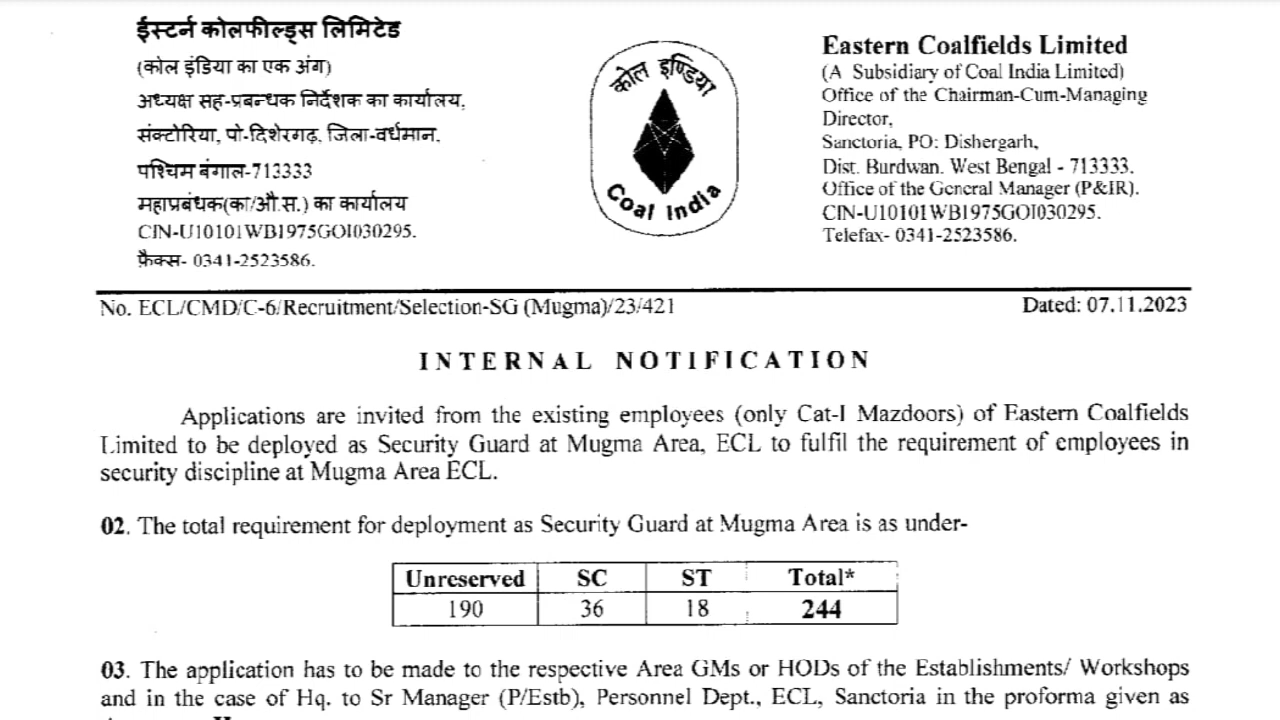 ईस्टर्न कोलफील्ड्स लिमिटेड
(कोल इंडिया का एक अंग)
अध्यक्ष सह-प्रबन्धक निर्देशक का कार्यालय,
संक्टोरिया, पो-दिशेरगढ़, जिला-वर्धमान,
पश्चिम बंगाल-713333
महाप्रबंधक(का/औ.स.) का कार्यालय
CIN-U10101WB1975GOI030295.
फ़ैक्स- 0341-2523586.
कोल इण्डिया
Coal India
Eastern Coalfields Limited
(A Subsidiary of Coal India Limited)
Office of the Chairman-Cum-Managing
Director,
Sanctoria, PO: Dishergarh,
Dist. Burdwan. West Bengal - 713333.
Office of the General Manager (P&IR).
CIN-U10101WB1975GOI030295.
Telefax- 0341-2523586.
No. ECL/CMD/C-6/Recruitment/Selection-SG (Mugma)/23/421 Dated: 07.11.2023
INTERNAL NOTIFICATION
Applications are invited from the existing employees (only Cat-I Mazdoors) of Eastern Coalfields
Limited to be deployed as Security Guard at Mugma Area, ECL to fulfil the requirement of employees in
security discipline at Mugma Area ECL.
02. The total requirement for deployment as Security Guard at Mugma Area is as under-
Unreserved SC ST Total*
190 36 18 244
03. The application has to be made to the respective Area GMs or HODs of the Establishments/ Workshops
and in the case of Hq. to Sr Manager (P/Estb), Personnel Dept., ECL, Sanctoria in the proforma given as